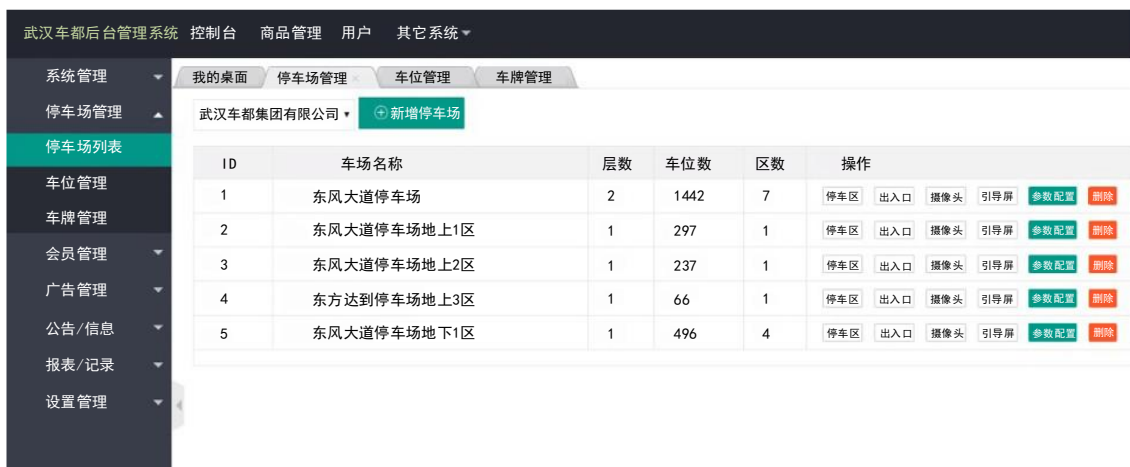 武汉车都后台管理系统 控制台 商品管理 用户 其它系统
系统管理
停车场管理
停车场列表
车位管理
车牌管理
会员管理
广告管理
公告/信息
报表/记录
设置管理
我的桌面 停车场管理 × 车位管理 车牌管理
武汉车都集团有限公司 新增停车场
ID 车场名称 层数 车位数 区数 操作
1 东风大道停车场 2 1442 7 停车区 出入口 摄像头 引导屏 参数配置 删除
2 东风大道停车场地上1区 1 297 1 停车区 出入口 摄像头 引导屏 参数配置 删除
3 东风大道停车场地上2区 1 237 1 停车区 出入口 摄像头 引导屏 参数配置 删除
4 东方达到停车场地上3区 1 66 1 停车区 出入口 摄像头 引导屏 参数配置 删除
5 东风大道停车场地下1区 1 496 4 停车区 出入口 摄像头 引导屏 参数配置 删除